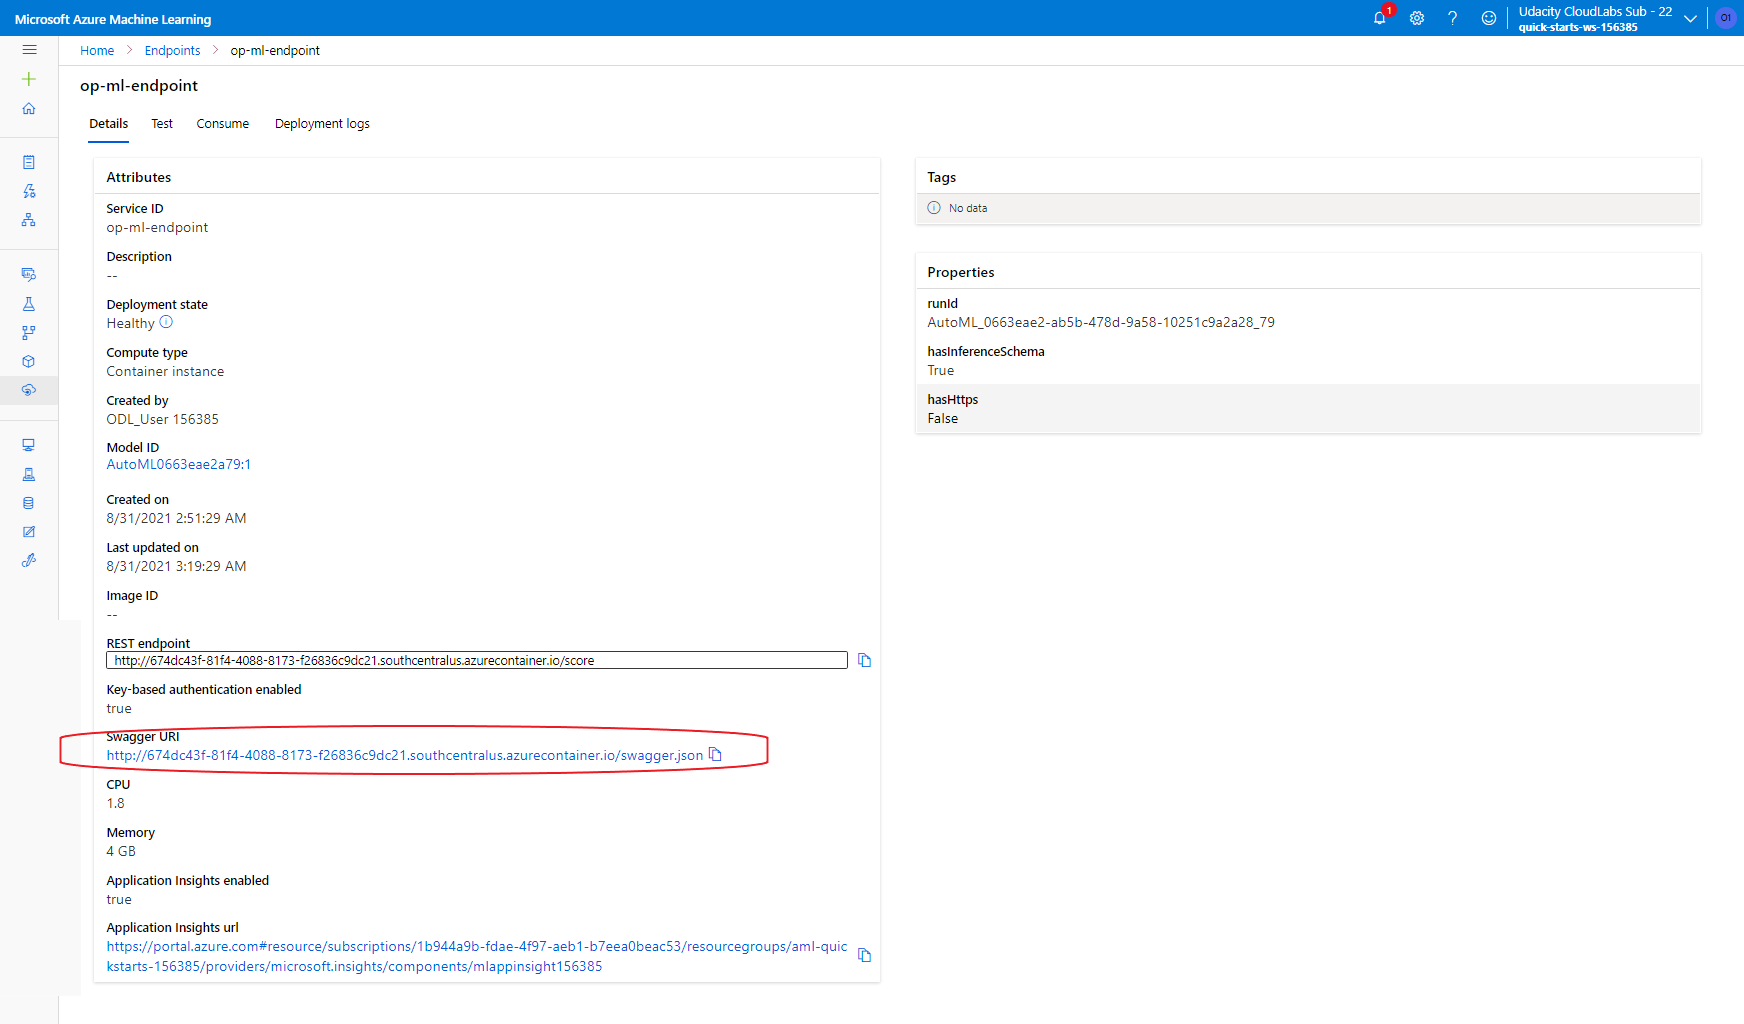 Microsoft Azure Machine Learning
1
Udacity CloudLabs Sub - 22
quick-starts-ws-156385
O1
Home > Endpoints > op-ml-endpoint
op-ml-endpoint
Details Test Consume Deployment logs
Attributes
Service ID
op-ml-endpoint
Description
--
Deployment state
Healthy
Compute type
Container instance
Created by
ODL_User 156385
Model ID
AutoML0663eae2a79:1
Created on
8/31/2021 2:51:29 AM
Last updated on
8/31/2021 3:19:29 AM
Image ID
--
REST endpoint
http://674dc43f-81f4-4088-8173-f26836c9dc21.southcentralus.azurecontainer.io/score
Key-based authentication enabled
true
Swagger URI
http://674dc43f-81f4-4088-8173-f26836c9dc21.southcentralus.azurecontainer.io/swagger.json
CPU
1.8
Memory
4 GB
Application Insights enabled
true
Application Insights url
https://portal.azure.com#resource/subscriptions/1b944a9b-fdae-4f97-aeb1-b7eea0beac53/resourcegroups/aml-quic
kstarts-156385/providers/microsoft.insights/components/mlappinsight156385
Tags
No data
Properties
runId
AutoML_0663eae2-ab5b-478d-9a58-10251c9a2a28_79
hasInferenceSchema
True
hasHttps
False